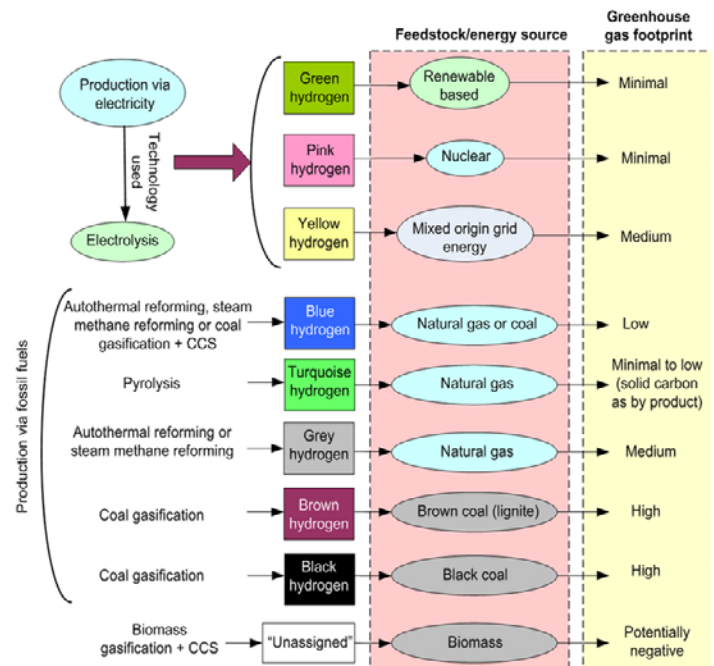 Feedstock/energy source
Greenhouse
gas footprint
Production via
electricity
Technology
used
Electrolysis
Green
hydrogen
Renewable
based
Minimal
Pink
hydrogen
Nuclear
Minimal
Yellow
hydrogen
Mixed origin grid
energy
Medium
Production via fossil fuels
Autothermal reforming, steam
methane reforming or coal
gasification + CCS
Blue
hydrogen
Natural gas or coal
Low
Pyrolysis
Turquoise
hydrogen
Natural gas
Minimal to low
(solid carbon
as by product)
Autothermal reforming or
steam methane reforming
Grey
hydrogen
Natural gas
Medium
Coal gasification
Brown
hydrogen
Brown coal (lignite)
High
Coal gasification
Black
hydrogen
Black coal
High
Biomass
gasification + CCS
"Unassigned"
Biomass
Potentially
negative